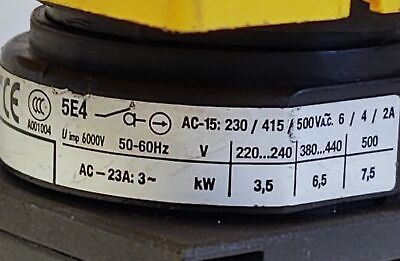 CE CCC 5E4 AC-15: 230 / 415 / 500V A.C. 6 / 4 / 2A
A001004
U imp 6000V 50-60Hz V 220...240 380...440 500
AC – 23A: 3~ kW 3,5 6,5 7,5